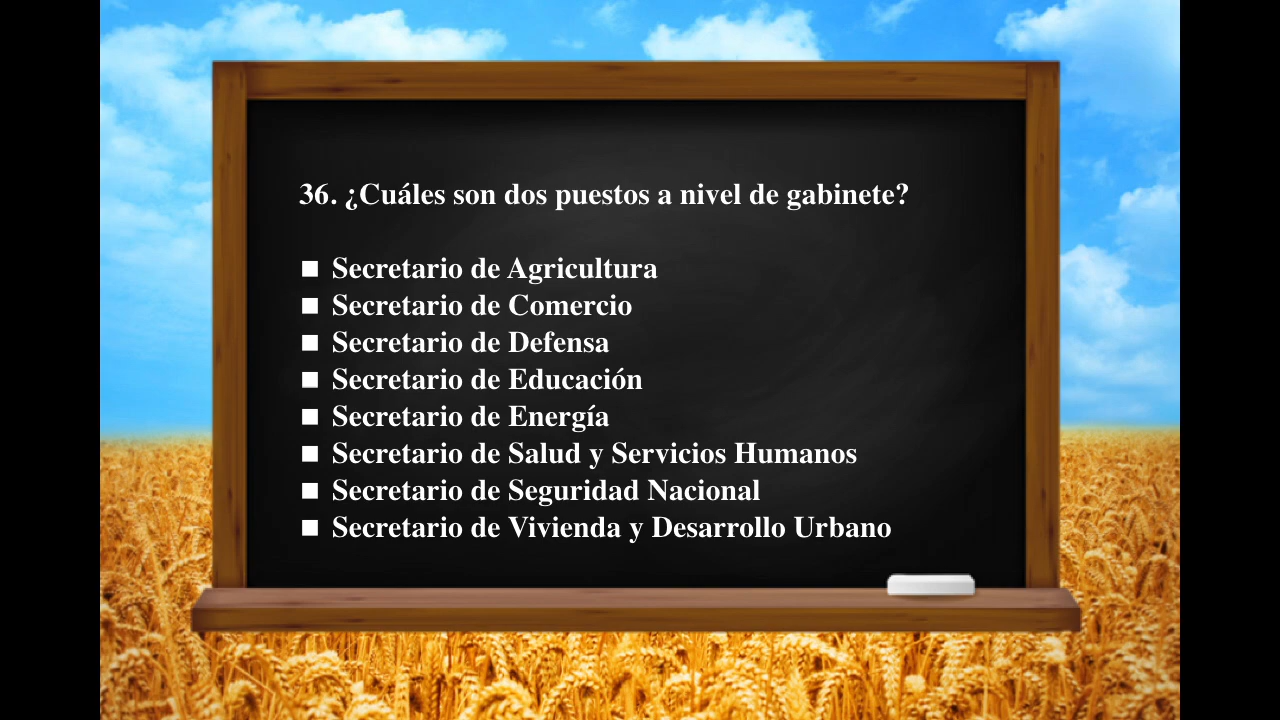 36. ¿Cuáles son dos puestos a nivel de gabinete?
■ Secretario de Agricultura
■ Secretario de Comercio
■ Secretario de Defensa
■ Secretario de Educación
■ Secretario de Energía
■ Secretario de Salud y Servicios Humanos
■ Secretario de Seguridad Nacional
■ Secretario de Vivienda y Desarrollo Urbano